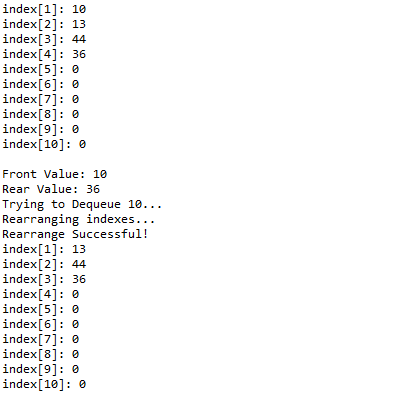 index[1]: 10
index[2]: 13
index[3]: 44
index[4]: 36
index[5]: 0
index[6]: 0
index[7]: 0
index[8]: 0
index[9]: 0
index[10]: 0
Front Value: 10
Rear Value: 36
Trying to Dequeue 10...
Rearranging indexes...
Rearrange Successful!
index[1]: 13
index[2]: 44
index[3]: 36
index[4]: 0
index[5]: 0
index[6]: 0
index[7]: 0
index[8]: 0
index[9]: 0
index[10]: 0